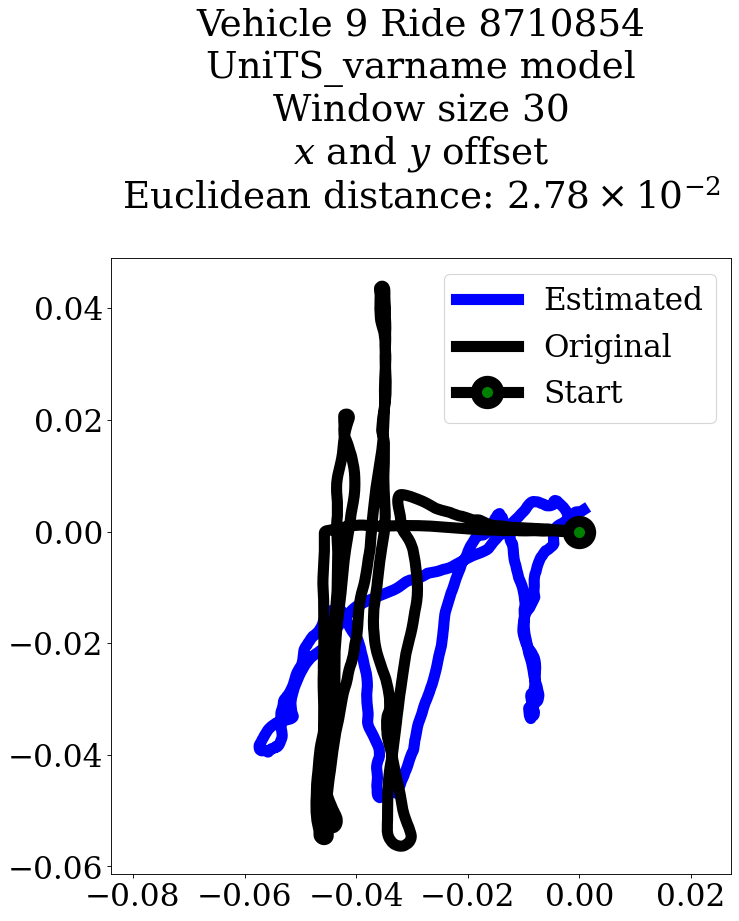 Vehicle 9 Ride 8710854
UniTS_varname model
Window size 30
x and y offset
Euclidean distance: 2.78 × 10⁻²
Estimated
Original
Start
0.04
0.02
0.00
−0.02
−0.04
−0.06
−0.08 −0.06 −0.04 −0.02 0.00 0.02